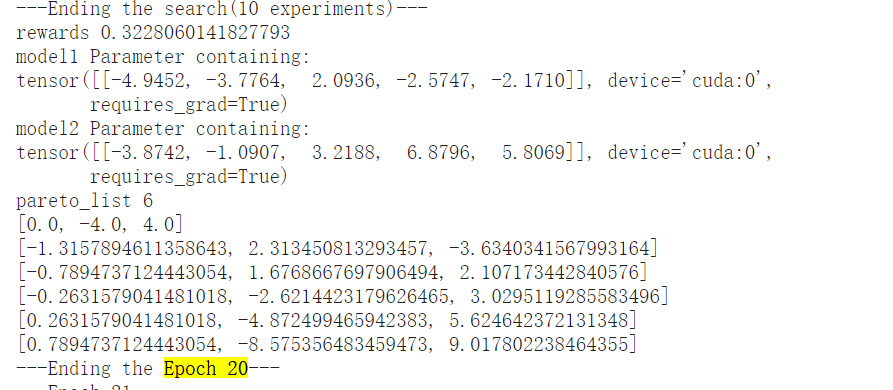 ---Ending the search(10 experiments)---
rewards 0.3228060141827793
model1 Parameter containing:
tensor([[-4.9452, -3.7764,  2.0936, -2.5747, -2.1710]], device='cuda:0',
       requires_grad=True)
model2 Parameter containing:
tensor([[-3.8742, -1.0907,  3.2188,  6.8796,  5.8069]], device='cuda:0',
       requires_grad=True)
pareto_list 6
[0.0, -4.0, 4.0]
[-1.3157894611358643, 2.313450813293457, -3.6340341567993164]
[-0.7894737124443054, 1.6768667697906494, 2.107173442840576]
[-0.2631579041481018, -2.6214423179626465, 3.0295119285583496]
[0.2631579041481018, -4.872499465942383, 5.624642372131348]
[0.7894737124443054, -8.575356483459473, 9.017802238464355]
---Ending the Epoch 20---